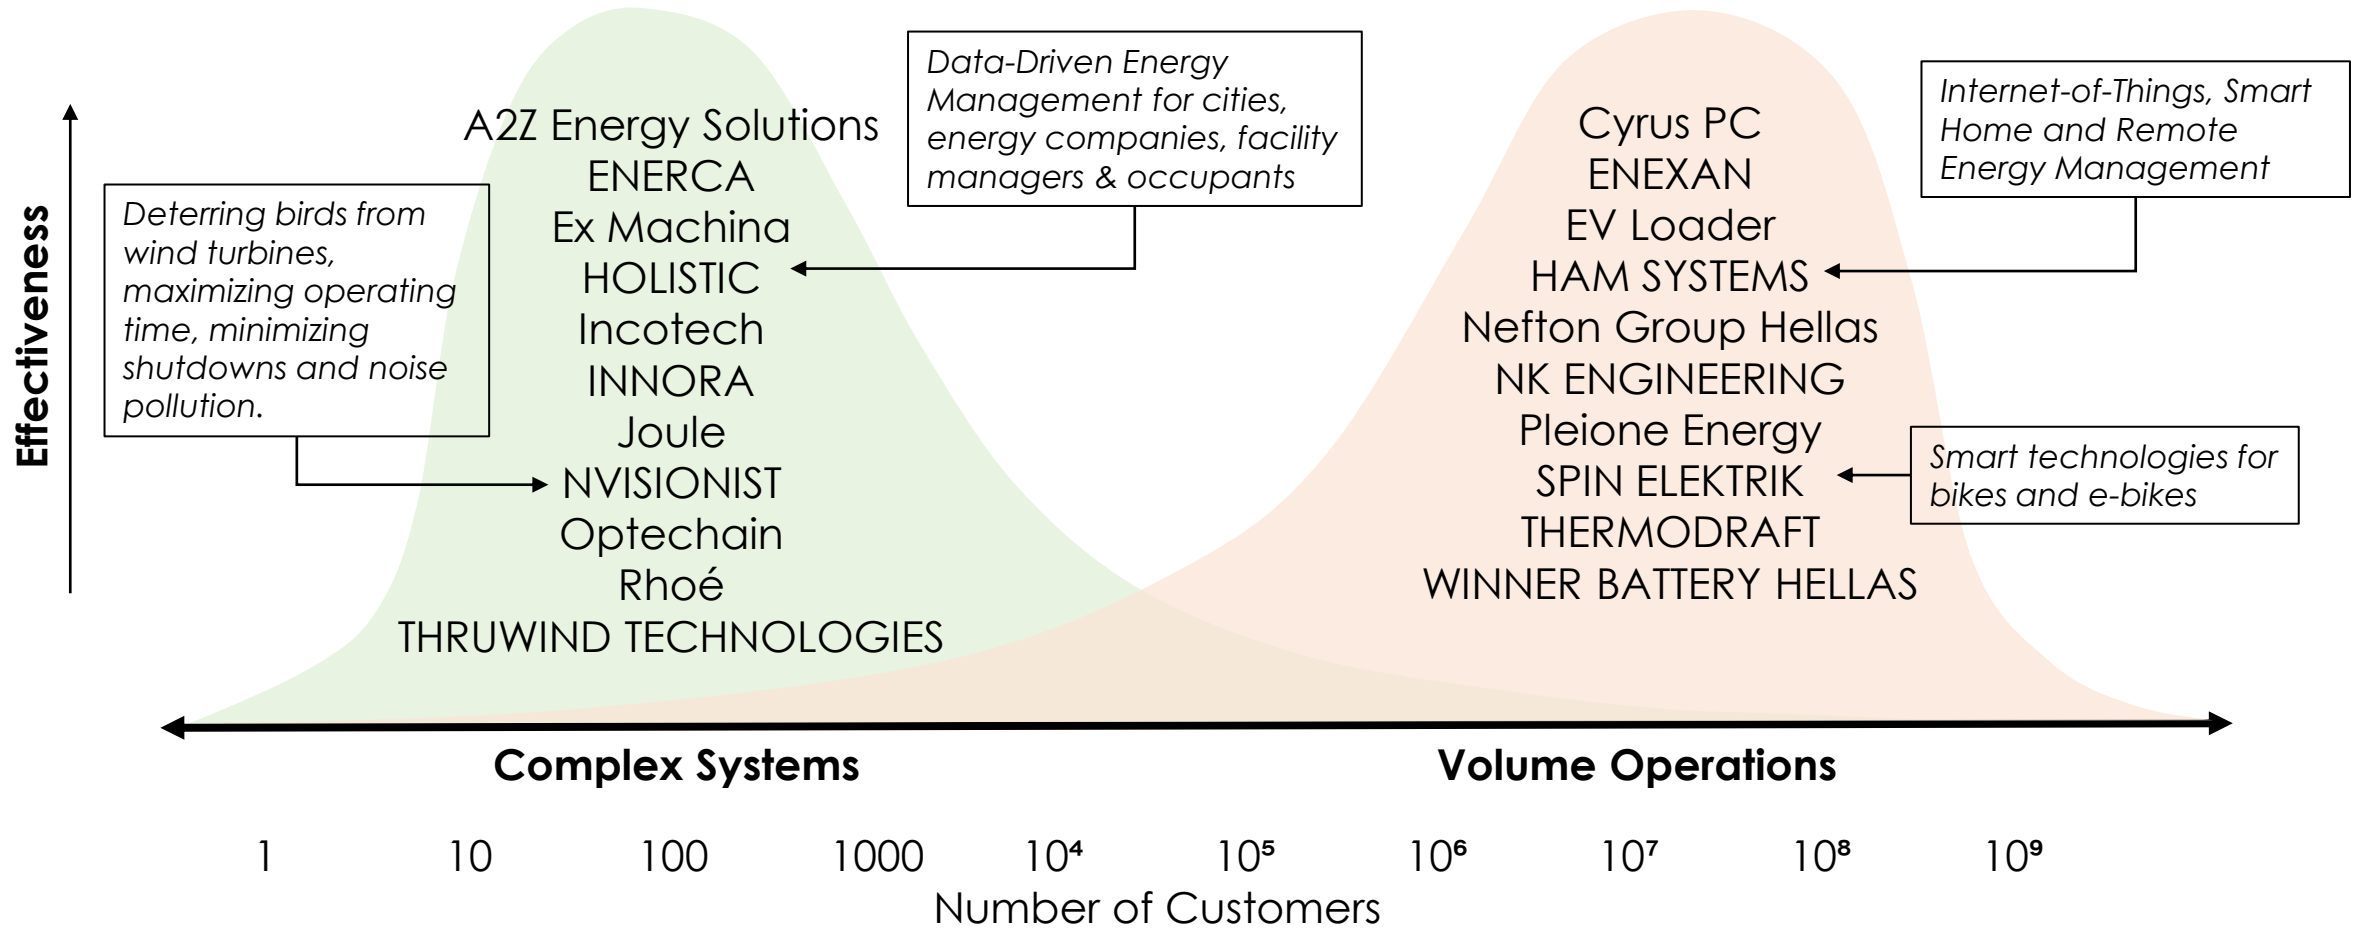 Effectiveness
Deterring birds from
wind turbines,
maximizing operating
time, minimizing
shutdowns and noise
pollution.
A2Z Energy Solutions
ENERCA
Ex Machina
HOLISTIC
Incotech
INNORA
Joule
NVISIONIST
Optechain
Rhoé
THRUWIND TECHNOLOGIES
Data-Driven Energy
Management for cities,
energy companies, facility
managers & occupants
Cyrus PC
ENEXAN
EV Loader
HAM SYSTEMS
Nefton Group Hellas
NK ENGINEERING
Pleione Energy
SPIN ELEKTRIK
THERMODRAFT
WINNER BATTERY HELLAS
Internet-of-Things, Smart
Home and Remote
Energy Management
Smart technologies for
bikes and e-bikes
Complex Systems
Volume Operations
1 10 100 1000 10⁴ 10⁵ 10⁶ 10⁷ 10⁸ 10⁹
Number of Customers